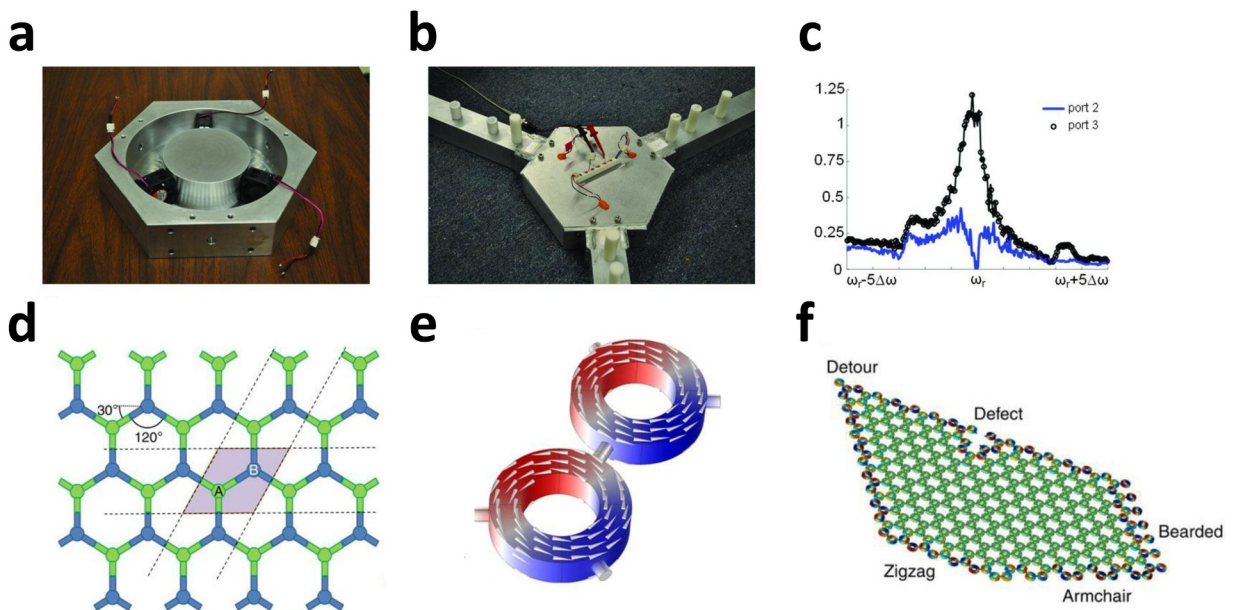 a
b
c
1.25
1
0.75
0.5
0.25
0
port 2
port 3
ωr-5Δω
ωr
ωr+5Δω
d
30°
120°
A
B
e
f
Detour
Defect
Bearded
Zigzag
Armchair